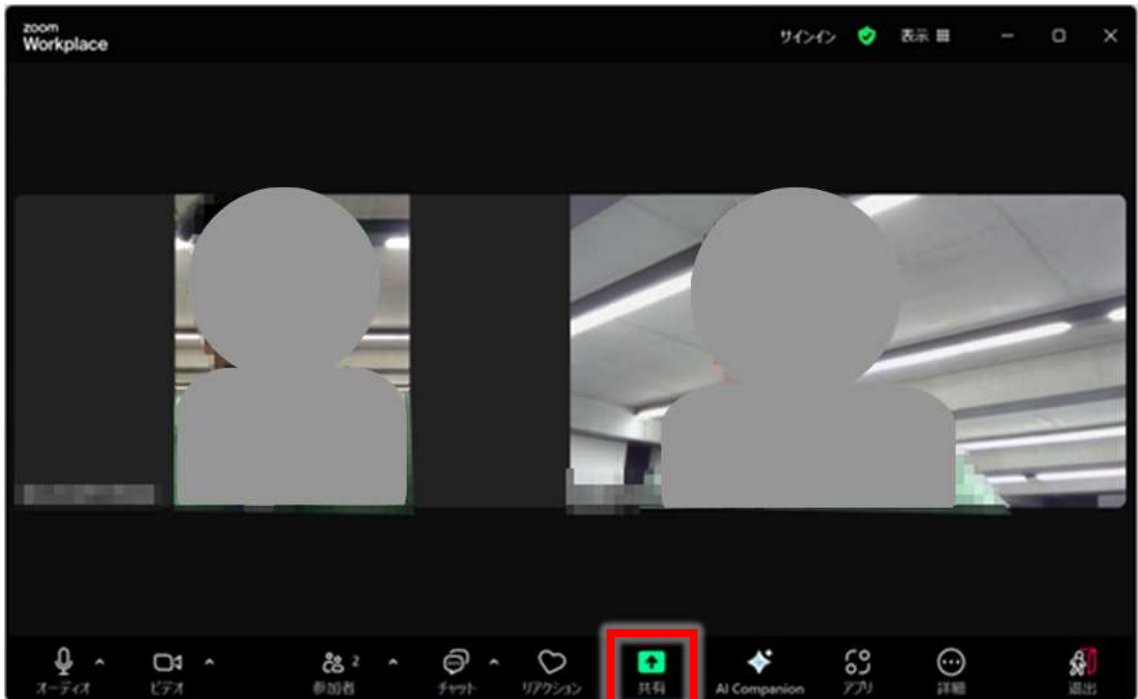 zoom
Workplace
サインイン
表示
オーディオ
ビデオ
参加者
2
チャット
リアクション
共有
AI Companion
アプリ
詳細
退出